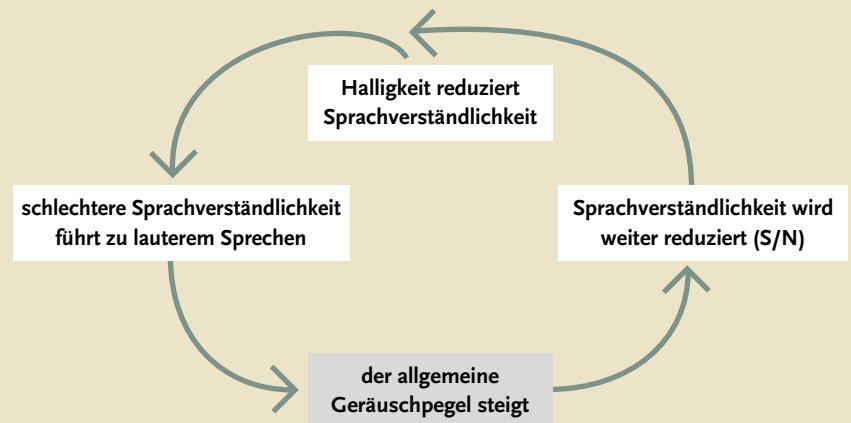 Halligkeit reduziert
Sprachverständlichkeit
schlechtere Sprachverständlichkeit
führt zu lauterem Sprechen
Sprachverständlichkeit wird
weiter reduziert (S/N)
der allgemeine
Geräuschpegel steigt